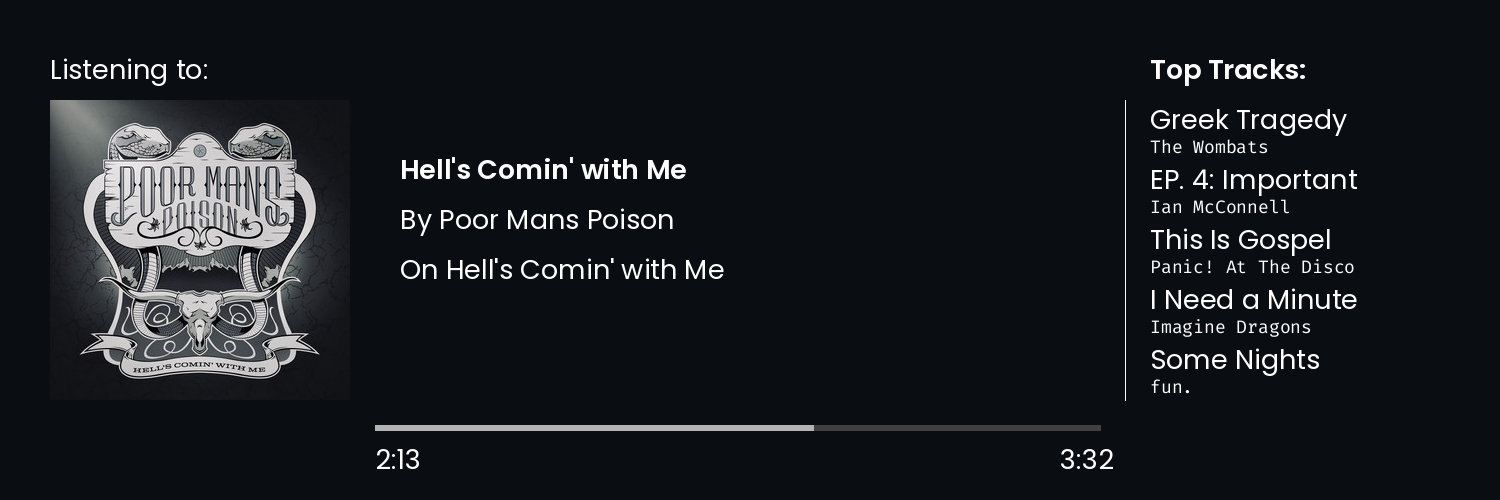 Listening to:
POOR MANS
POISON
HELL'S COMIN' WITH ME
Hell's Comin' with Me
By Poor Mans Poison
On Hell's Comin' with Me
2:13
3:32
Top Tracks:
Greek Tragedy
The Wombats
EP. 4: Important
Ian McConnell
This Is Gospel
Panic! At The Disco
I Need a Minute
Imagine Dragons
Some Nights
fun.